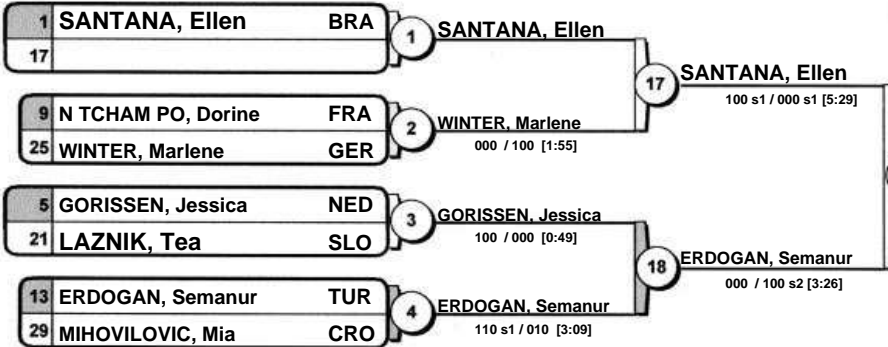 1 SANTANA, Ellen BRA
17
1 SANTANA, Ellen
9 N TCHAM PO, Dorine FRA
25 WINTER, Marlene GER
2 WINTER, Marlene
000 / 100 [1:55]
17 SANTANA, Ellen
100 s1 / 000 s1 [5:29]
5 GORISSEN, Jessica NED
21 LAZNIK, Tea SLO
3 GORISSEN, Jessica
100 / 000 [0:49]
13 ERDOGAN, Semanur TUR
29 MIHOVILOVIC, Mia CRO
4 ERDOGAN, Semanur
110 s1 / 010 [3:09]
18 ERDOGAN, Semanur
000 / 100 s2 [3:26]